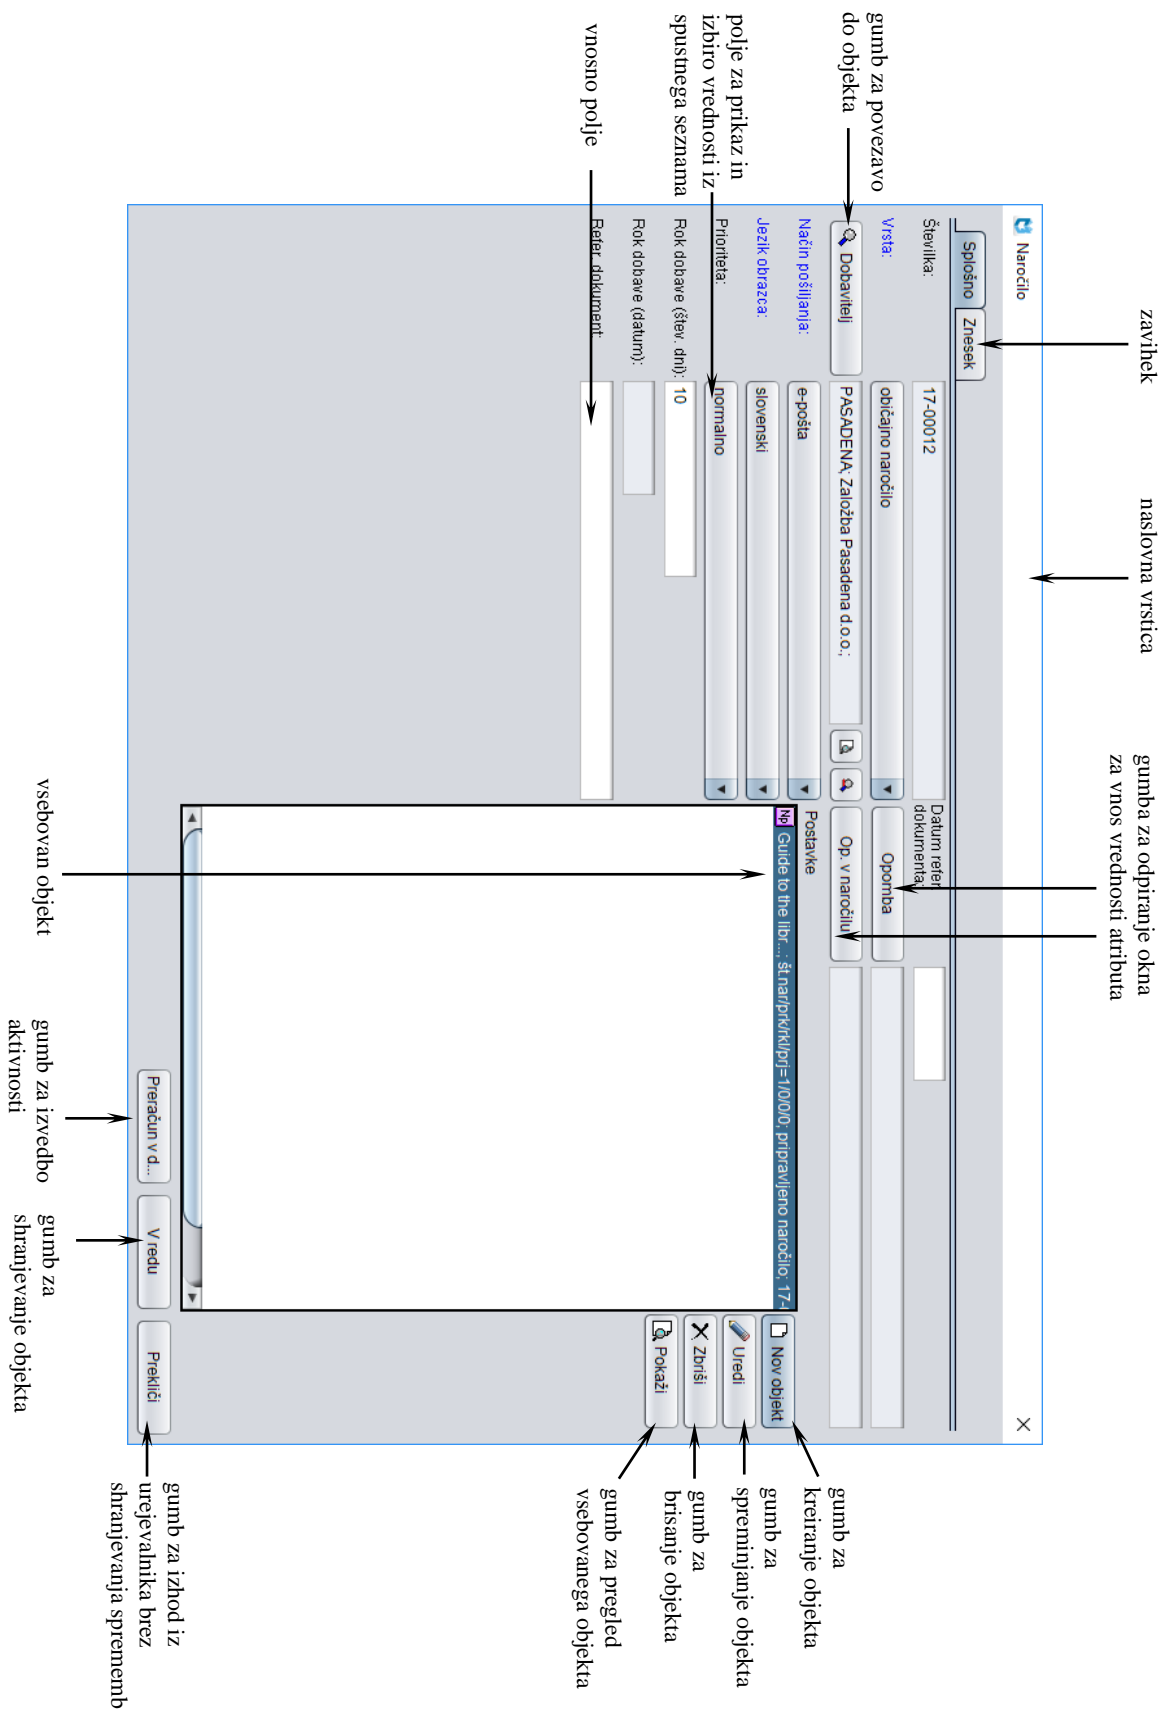 zavihek
naslovna vrstica
gumba za odpiranje okna
za vnos vrednosti atributa
gumb za povezavo
do objekta
polje za prikaz in
izbiro vrednosti iz
spustnega seznama
vnosno polje
Naročilo
Splošno
Znesek
Številka:
17-00012
Datum refer.
dokumenta:
Vrsta:
običajno naročilo
Opomba
Dobavitelj
PASADENA; Založba Pasadena d.o.o.;
Op. v naročilu
Način pošiljanja:
e-pošta
Postavke
Jezik obrazca:
slovenski
Np Guide to the libr...; št.nar/prk/rkl/prj=1/0/0/0; pripravljeno naročilo; 17-
Prioriteta:
normalno
Rok dobave (štev. dni):
10
Rok dobave (datum):
Refer. dokument:
Nov objekt
Uredi
Zbriši
Pokaži
Preračun v d...
V redu
Prekliči
gumb za
kreiranje objekta
gumb za
spreminjanje objekta
gumb za
brisanje objekta
gumb za pregled
vsebovanega objekta
vsebovan objekt
gumb za izvedbo
aktivnosti
gumb za
shranjevanje objekta
gumb za izhod iz
urejevalnika brez
shranjevanja sprememb